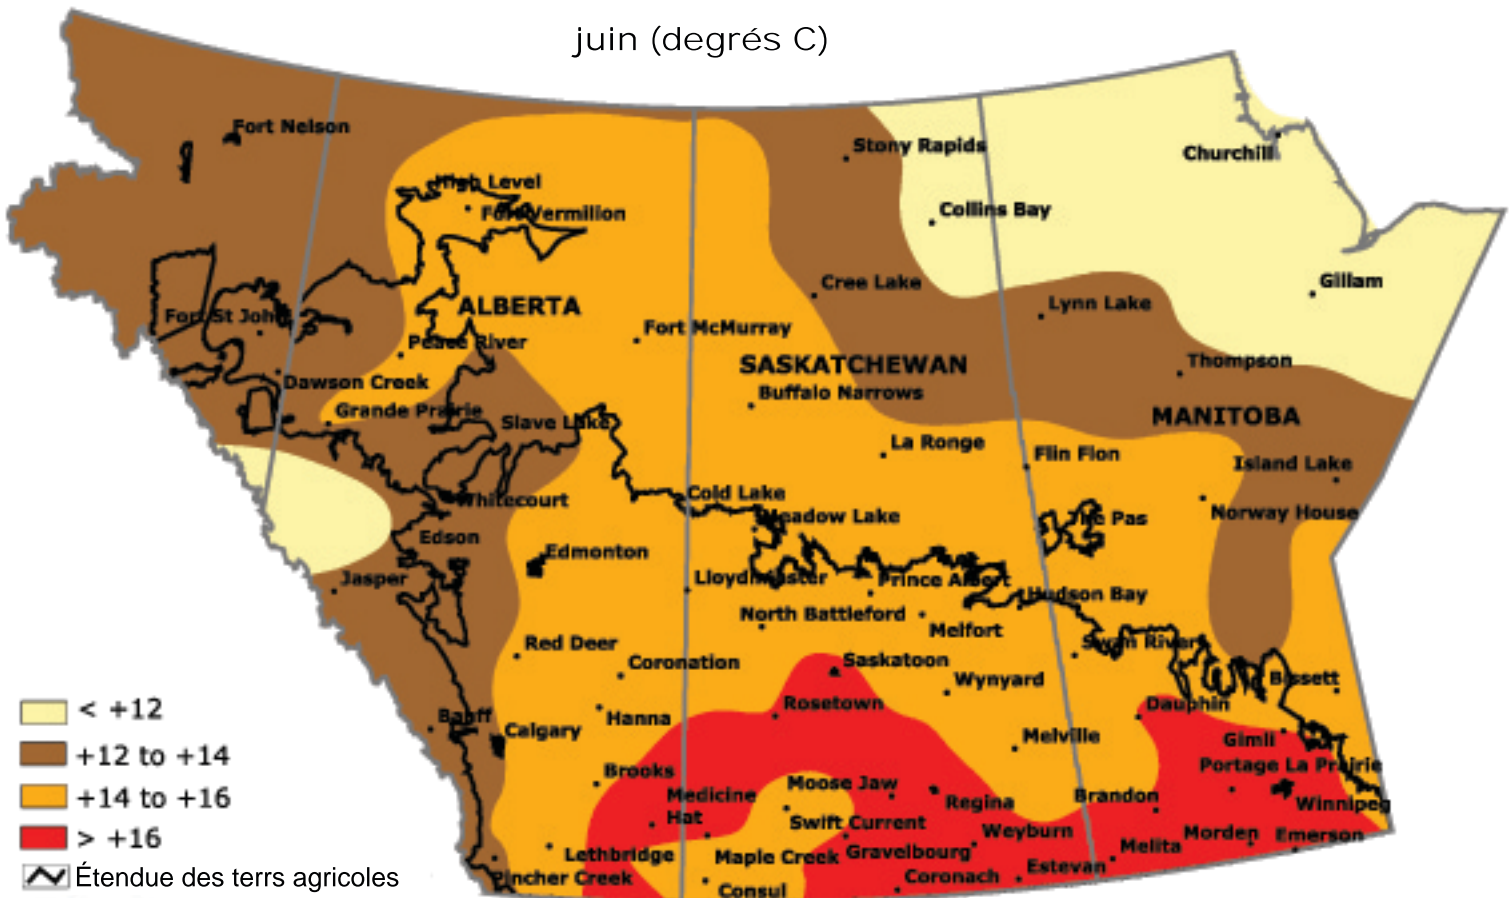 juin (degrés C)
Fort Nelson
Stony Rapids
Churchill
High Level
Fort Vermilion
Collins Bay
Cree Lake
Gillam
ALBERTA
Lynn Lake
Fort St John
Fort McMurray
Peace River
SASKATCHEWAN
Thompson
Dawson Creek
Buffalo Narrows
Grande Prairie
MANITOBA
Slave Lake
La Ronge
Flin Flon
Island Lake
Whitecourt
Cold Lake
Meadow Lake
The Pas
Norway House
Edson
Edmonton
Jasper
Lloydminster
Prince Albert
Hudson Bay
North Battleford
Melfort
Red Deer
Swan River
Coronation
Saskatoon
Wynyard
Bissett
Rosetown
Dauphin
Banff
Hanna
Calgary
Melville
Gimli
Brooks
Portage La Prairie
Medicine
Hat
Moose Jaw
Regina
Brandon
Winnipeg
Swift Current
Weyburn
Morden
Emerson
Lethbridge
Maple Creek
Gravelbourg
Melita
Pincher Creek
Consul
Coronach
Estevan
< +12
+12 to +14
+14 to +16
> +16
Étendue des terrs agricoles